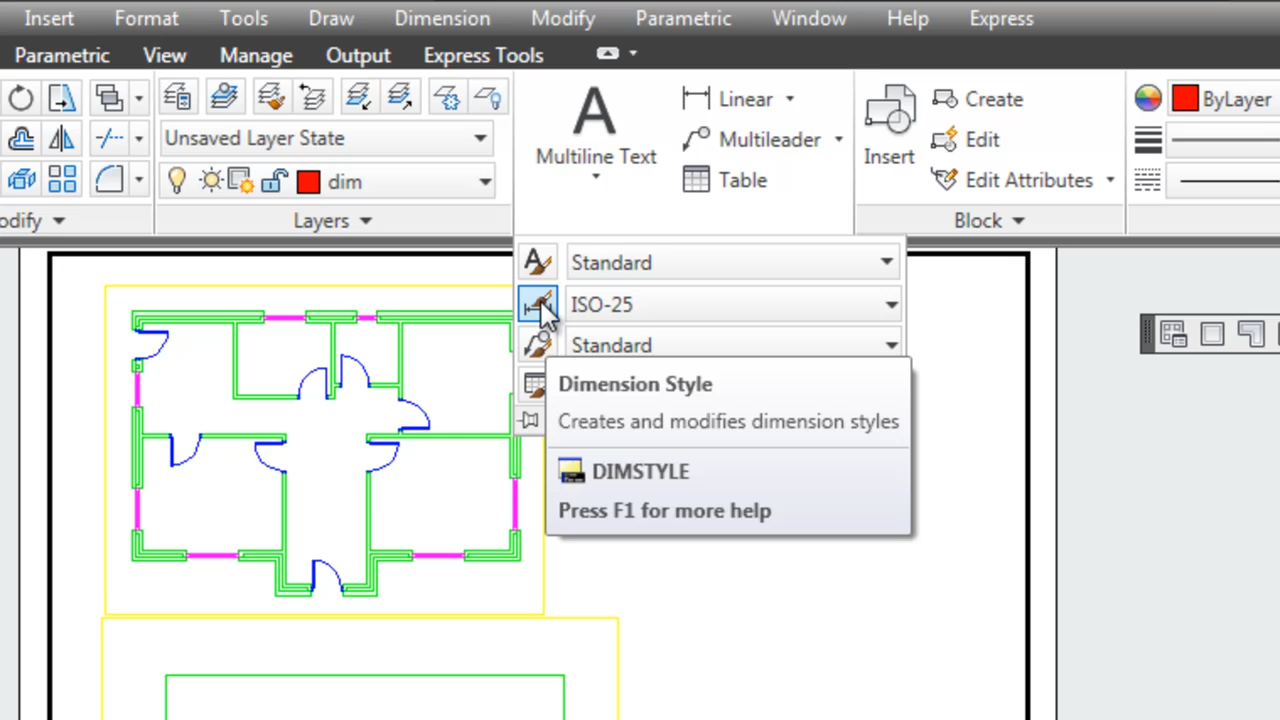 Insert Format Tools Draw Dimension Modify Parametric Window Help Express
Parametric View Manage Output Express Tools
Unsaved Layer State
dim
odify
Layers
A
Multiline Text
Linear
Multileader
Table
Insert
Create
Edit
Edit Attributes
Block
ByLayer
A
Standard
ISO-25
Standard
Dimension Style
Creates and modifies dimension styles
DIMSTYLE
Press F1 for more help